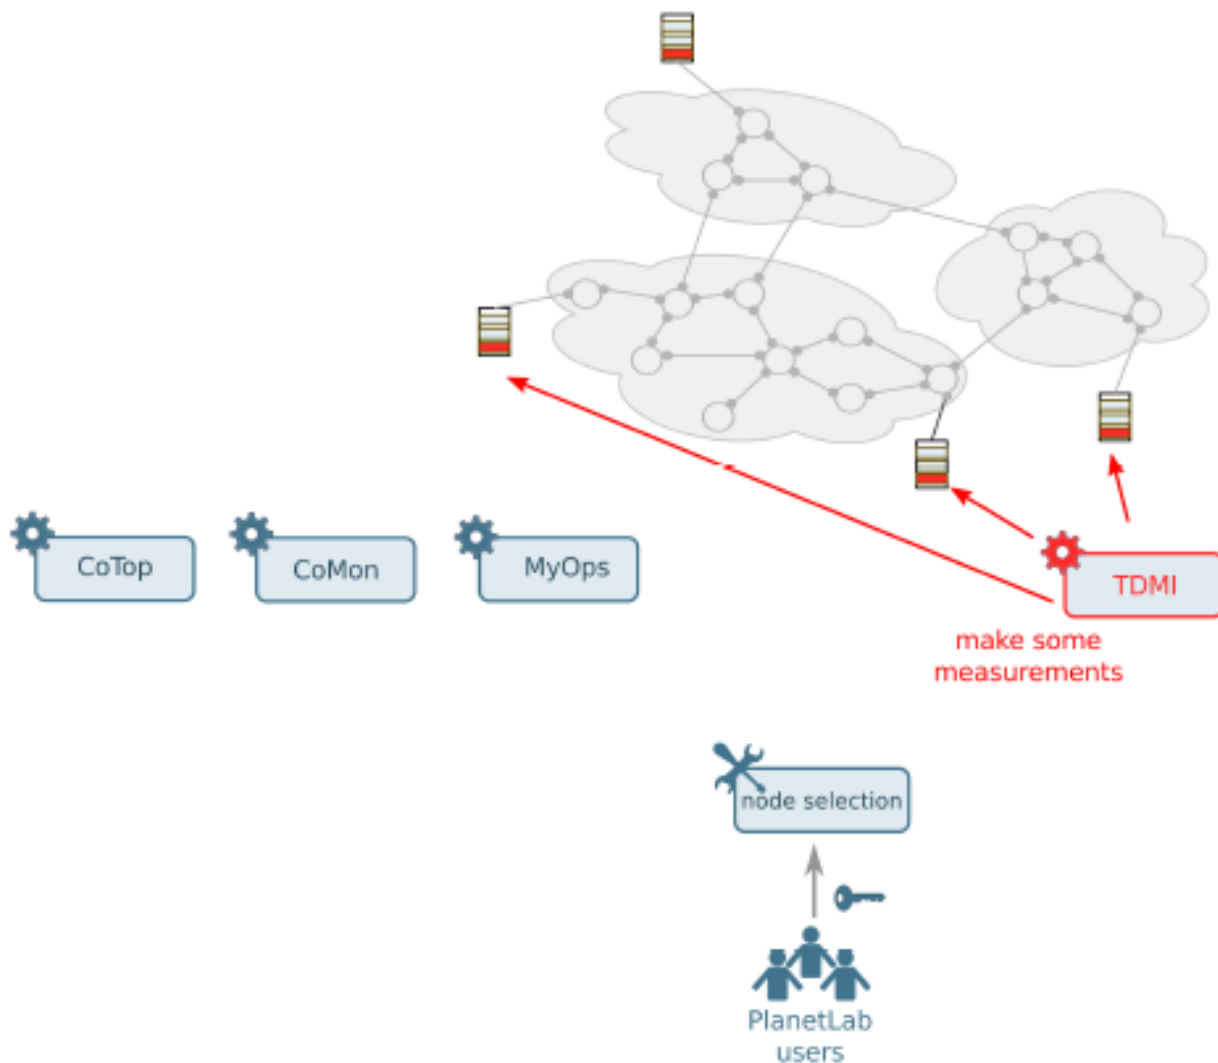 CoTop
CoMon
MyOps
TDMI
make some
measurements
node selection
PlanetLab
users